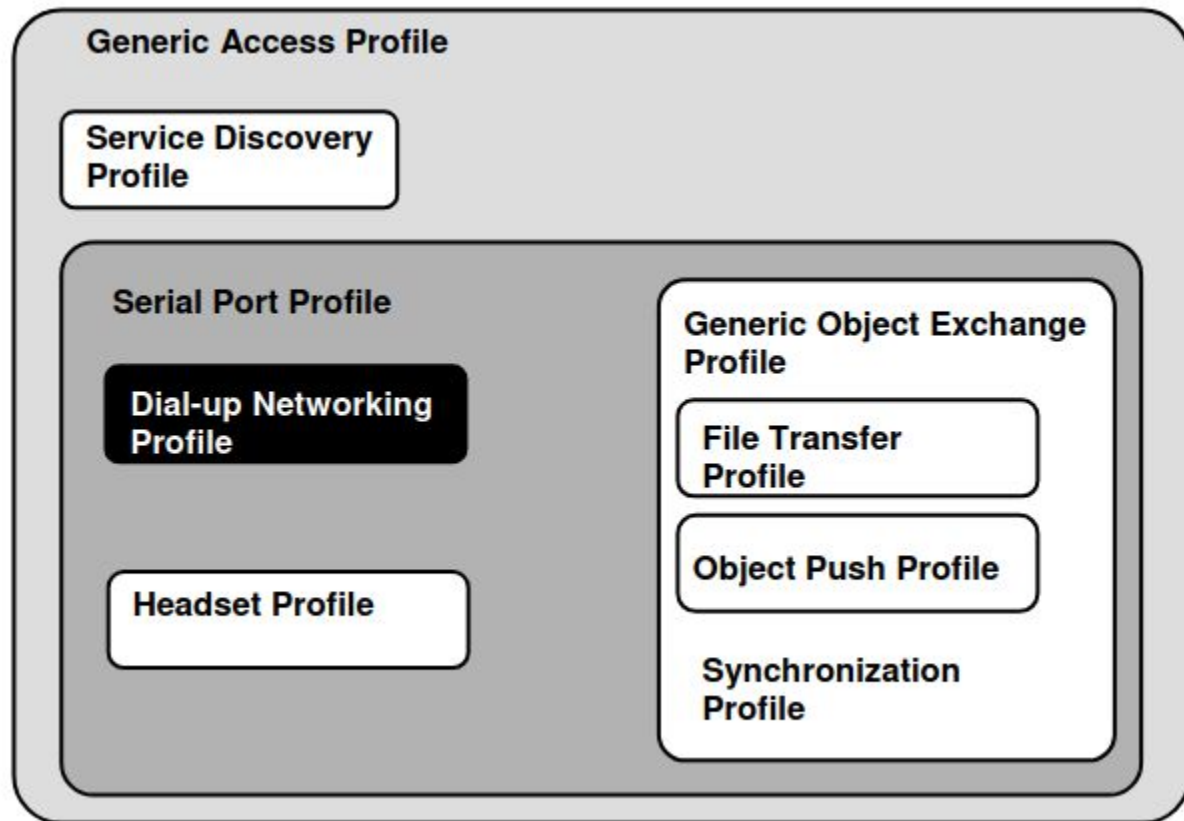 Generic Access Profile
Service Discovery
Profile
Serial Port Profile
Dial-up Networking
Profile
Headset Profile
Generic Object Exchange
Profile
File Transfer
Profile
Object Push Profile
Synchronization
Profile